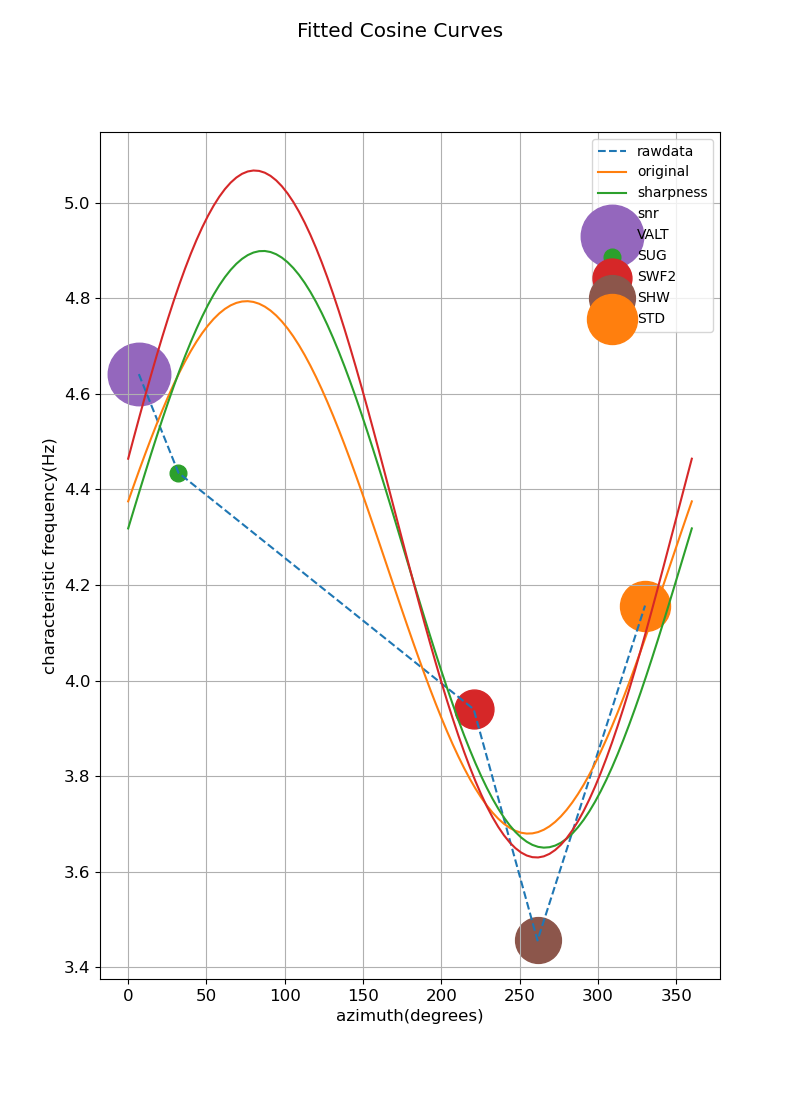 Fitted Cosine Curves
rawdata
original
sharpness
snr
VALT
SUG
SWF2
SHW
STD
characteristic frequency(Hz)
5.0
4.8
4.6
4.4
4.2
4.0
3.8
3.6
3.4
0 50 100 150 200 250 300 350
azimuth(degrees)